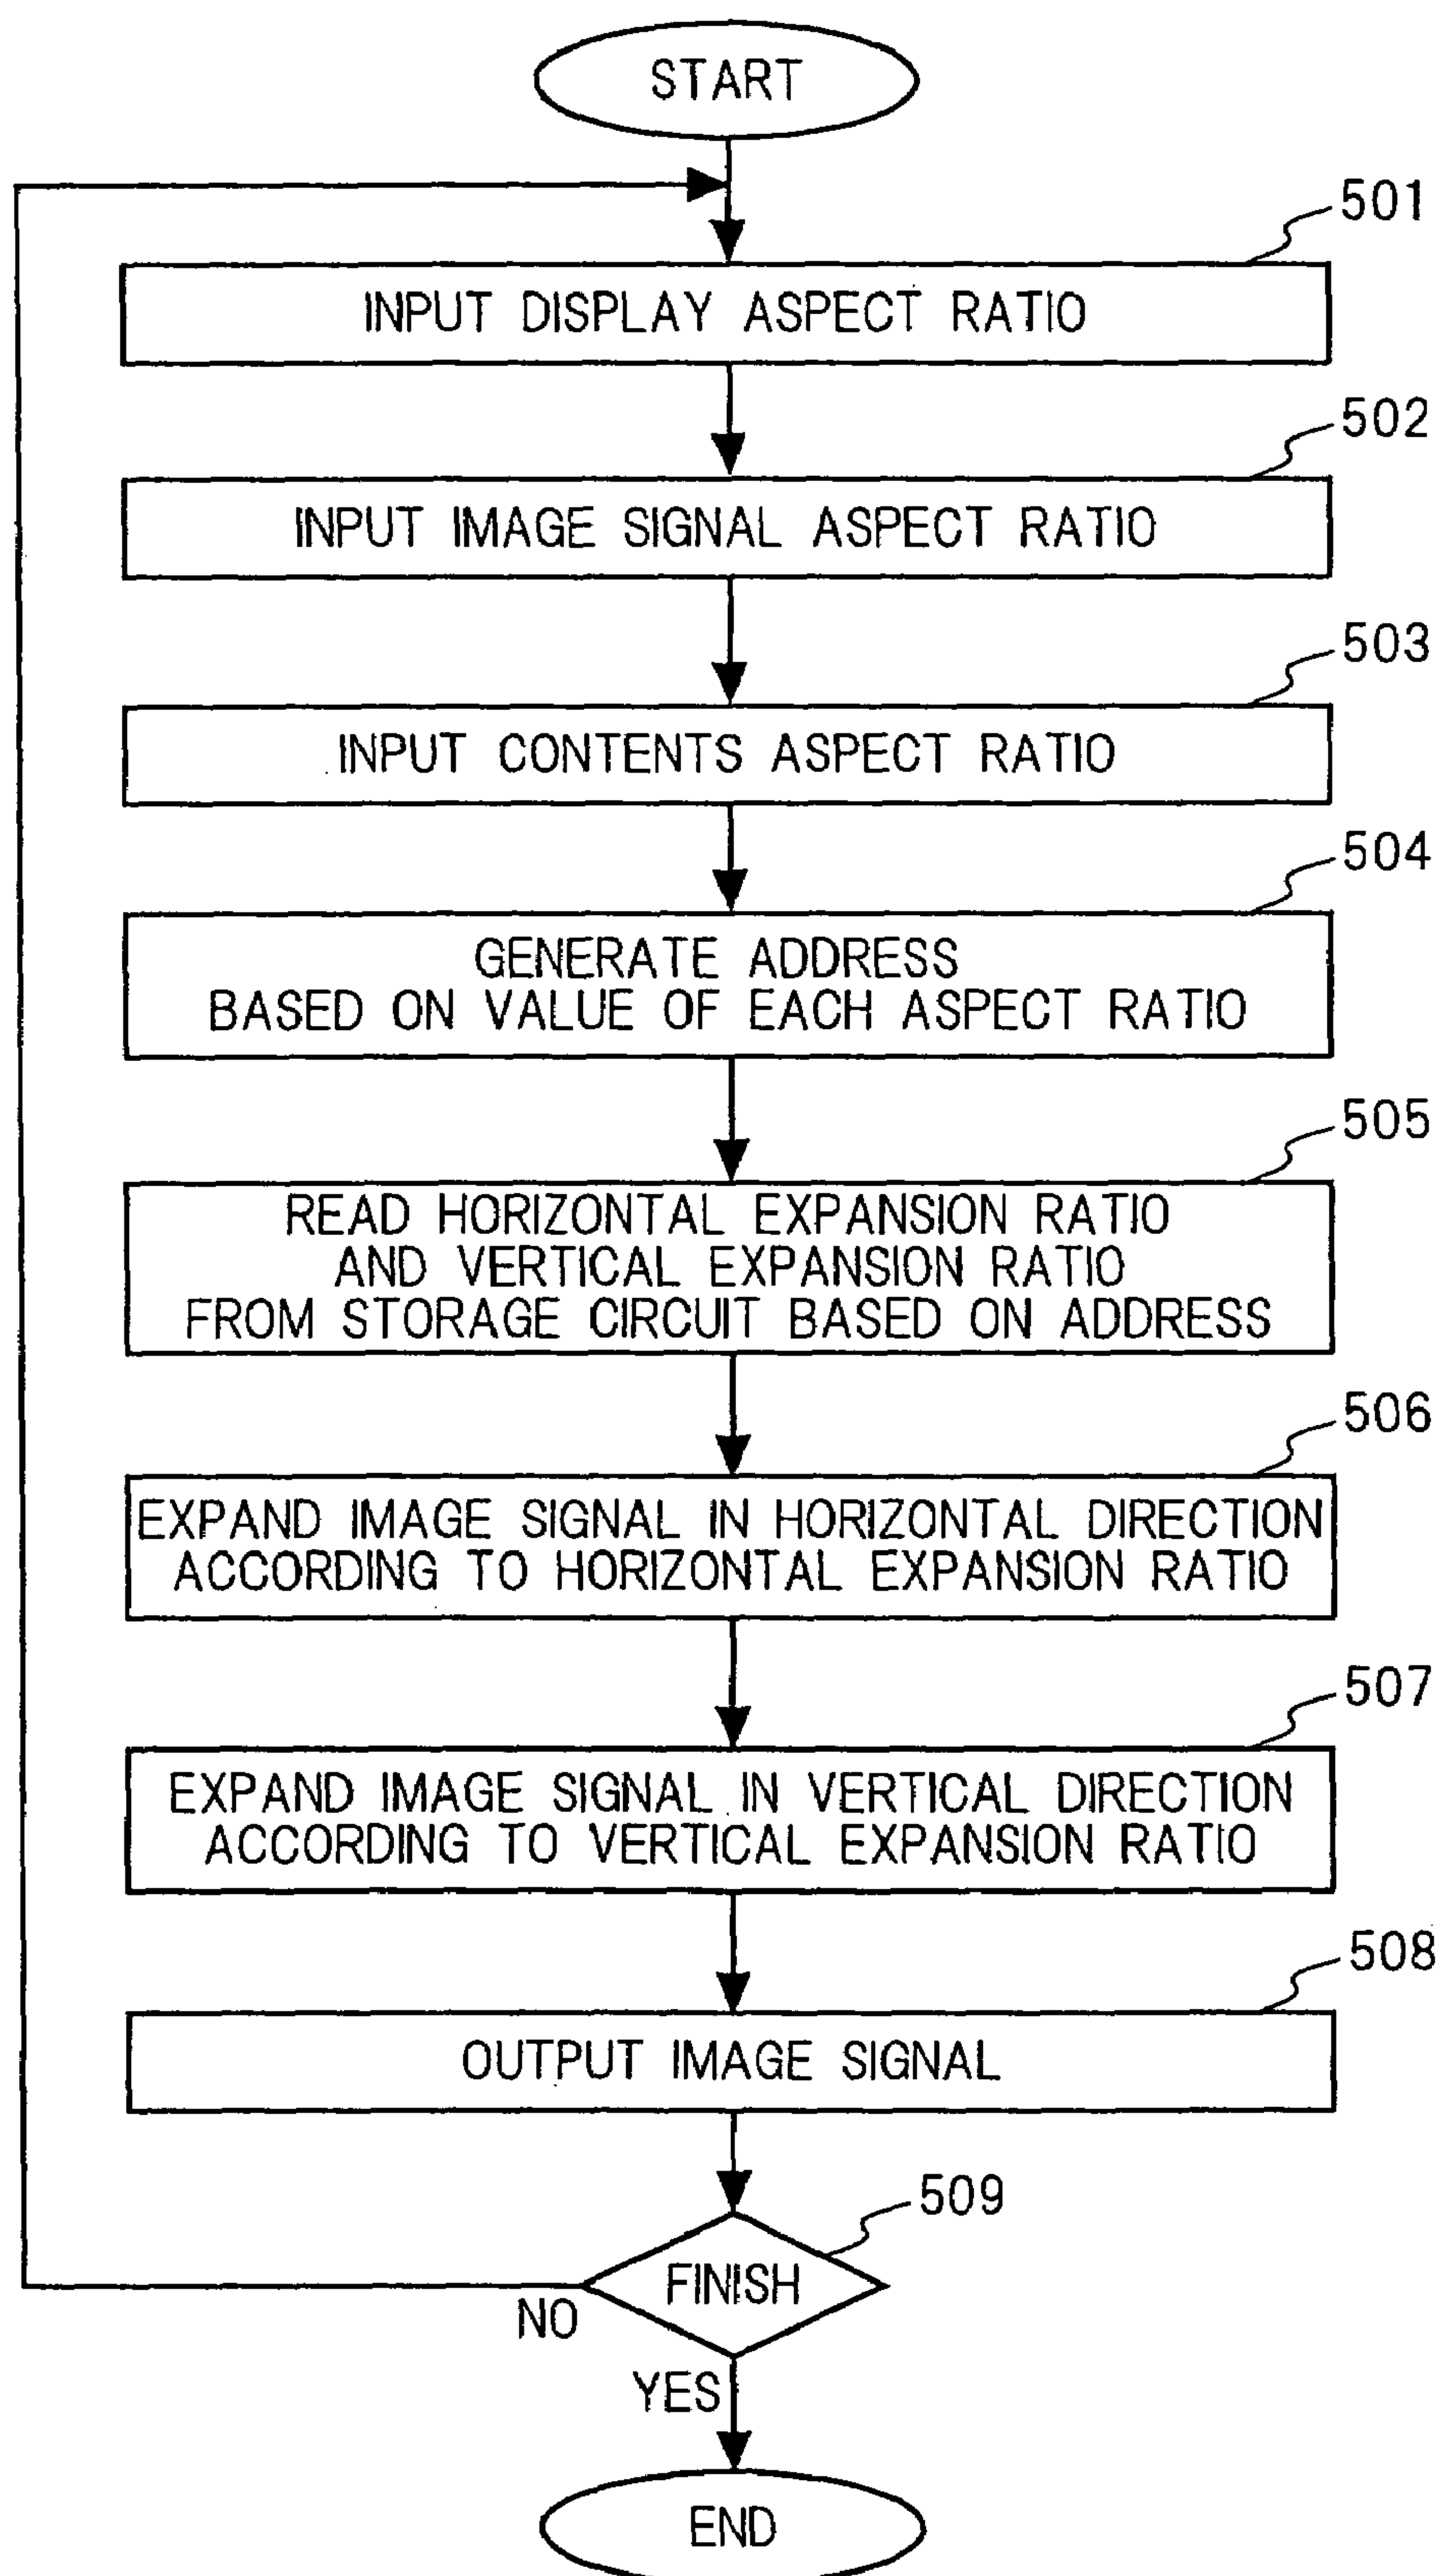 START
501
INPUT DISPLAY ASPECT RATIO
502
INPUT IMAGE SIGNAL ASPECT RATIO
503
INPUT CONTENTS ASPECT RATIO
504
GENERATE ADDRESS
BASED ON VALUE OF EACH ASPECT RATIO
505
READ HORIZONTAL EXPANSION RATIO
AND VERTICAL EXPANSION RATIO
FROM STORAGE CIRCUIT BASED ON ADDRESS
506
EXPAND IMAGE SIGNAL IN HORIZONTAL DIRECTION
ACCORDING TO HORIZONTAL EXPANSION RATIO
507
EXPAND IMAGE SIGNAL IN VERTICAL DIRECTION
ACCORDING TO VERTICAL EXPANSION RATIO
508
OUTPUT IMAGE SIGNAL
509
FINISH
NO
YES
END